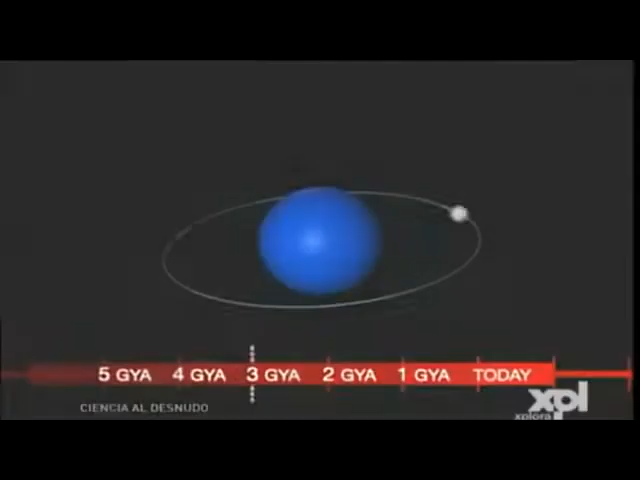 5 GYA 4 GYA 3 GYA 2 GYA 1 GYA TODAY
CIENCIA AL DESNUDO
xpl
xplora